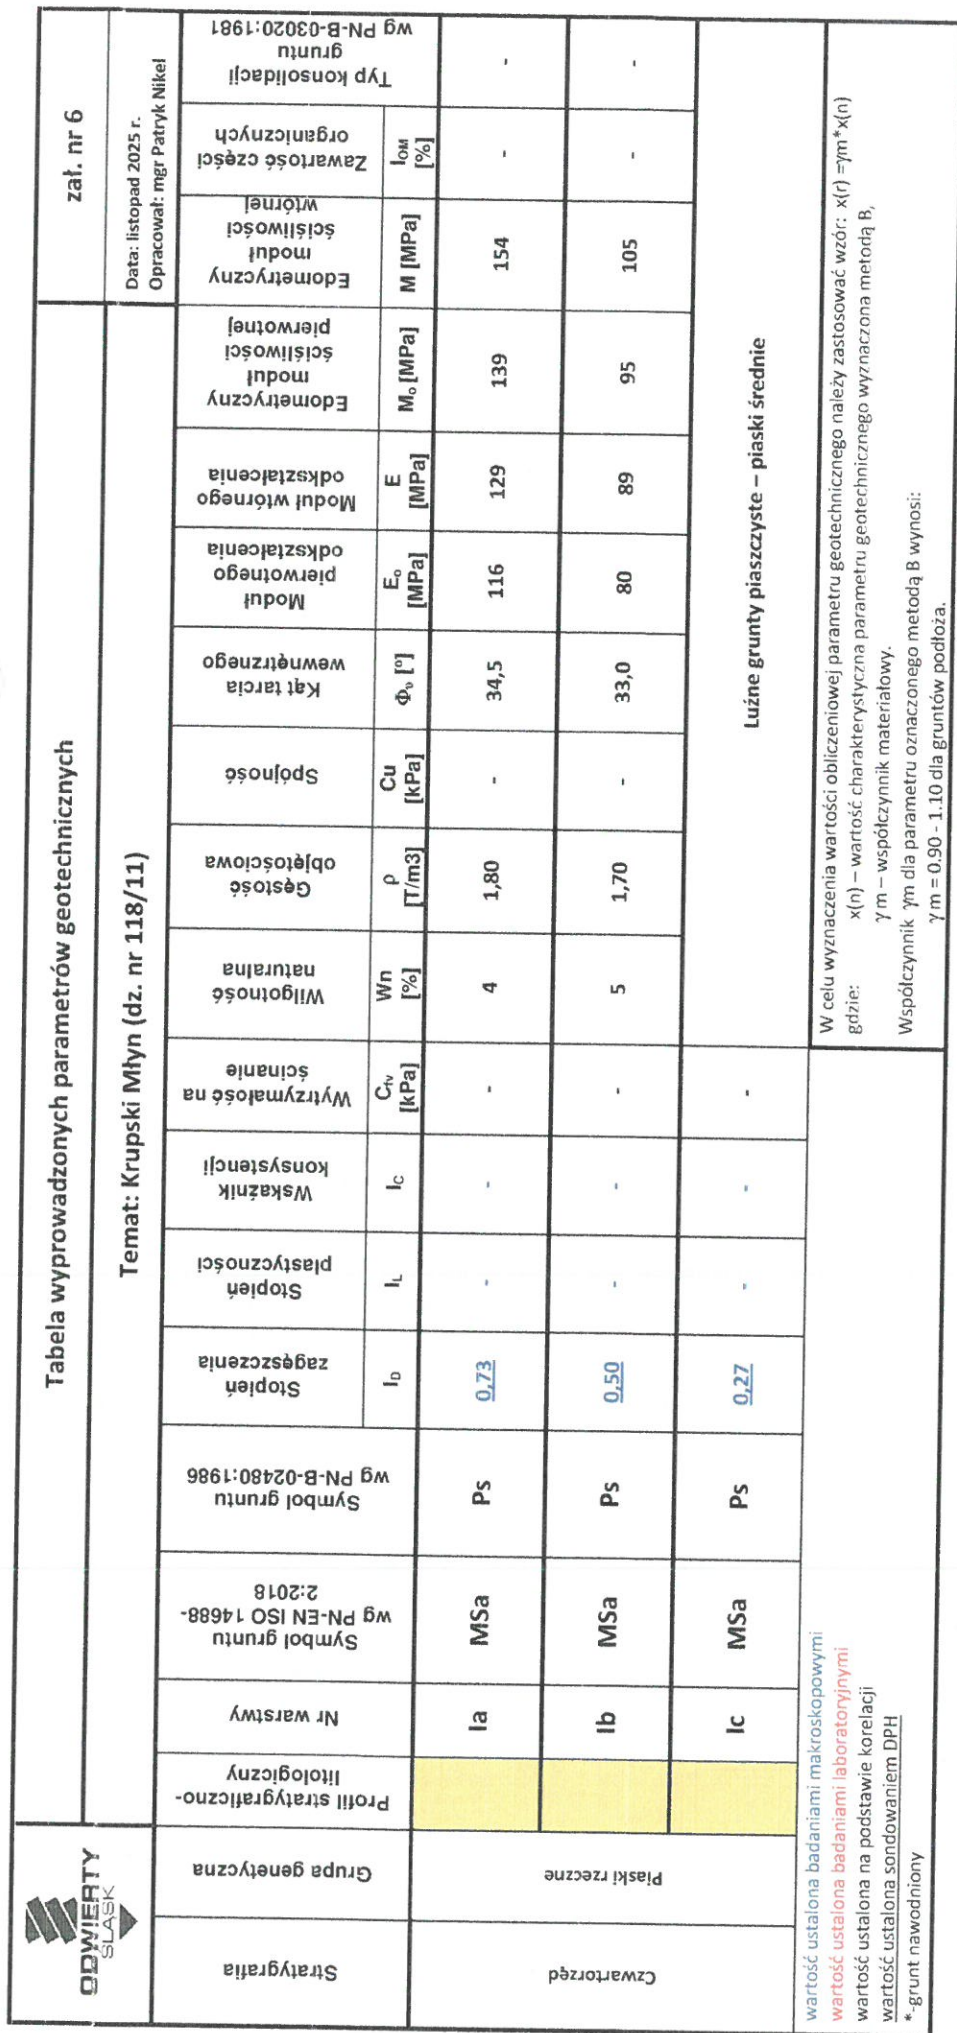 ODWIERTY
ŚLĄSK
Tabela wyprowadzonych parametrów geotechnicznych
zał. nr 6
Temat: Krupski Młyn (dz. nr 118/11)
Data: listopad 2025 r.
Opracował: mgr Patryk Nikel
Stratygrafia
Grupa genetyczna
Profil stratygraficzno-
litologiczny
Nr warstwy
Symbol gruntu
wg PN-EN ISO 14688-
2:2018
Symbol gruntu
wg PN-B-02480:1986
Stopień
zagęszczenia
Stopień
plastyczności
Wskaźnik
konsystencji
Wytrzymałość na
ścinanie
Wilgotność
naturalna
Gęstość
objętościowa
Spójność
Kąt tarcia
wewnętrznego
Moduł
pierwotnego
odkształcenia
Moduł wtórnego
odkształcenia
Edometryczny
moduł
ściśliwości
pierwotnej
Edometryczny
moduł
ściśliwości
wtórnej
Zawartość części
organicznych
Typ konsolidacji
gruntu
wg PN-B-03020:1981
I_D
I_L
I_C
C_fv
[kPa]
Wn
[%]
ρ
[T/m3]
Cu
[kPa]
Φ_u [°]
E_o
[MPa]
E
[MPa]
M_o [MPa]
M [MPa]
I_OM
[%]
Czwartorzęd
Piaski rzeczne
Ia MSa Ps 0,73 - - - 4 1,80 - 34,5 116 129 139 154 - -
Ib MSa Ps 0,50 - - - 5 1,70 - 33,0 80 89 95 105 - -
Ic MSa Ps 0,27 - - - Luźne grunty piaszczyste – piaski średnie
wartość ustalona badaniami makroskopowymi
wartość ustalona badaniami laboratoryjnymi
wartość ustalona na podstawie korelacji
wartość ustalona sondowaniem DPH
*-grunt nawodniony
W celu wyznaczenia wartości obliczeniowej parametru geotechnicznego należy zastosować wzór: x(r) =γm*x(n)
gdzie: x(n) – wartość charakterystyczna parametru geotechnicznego wyznaczona metodą B,
γ m – współczynnik materiałowy.
Współczynnik γm dla parametru oznaczonego metodą B wynosi:
γ m = 0.90 - 1.10 dla gruntów podłoża.